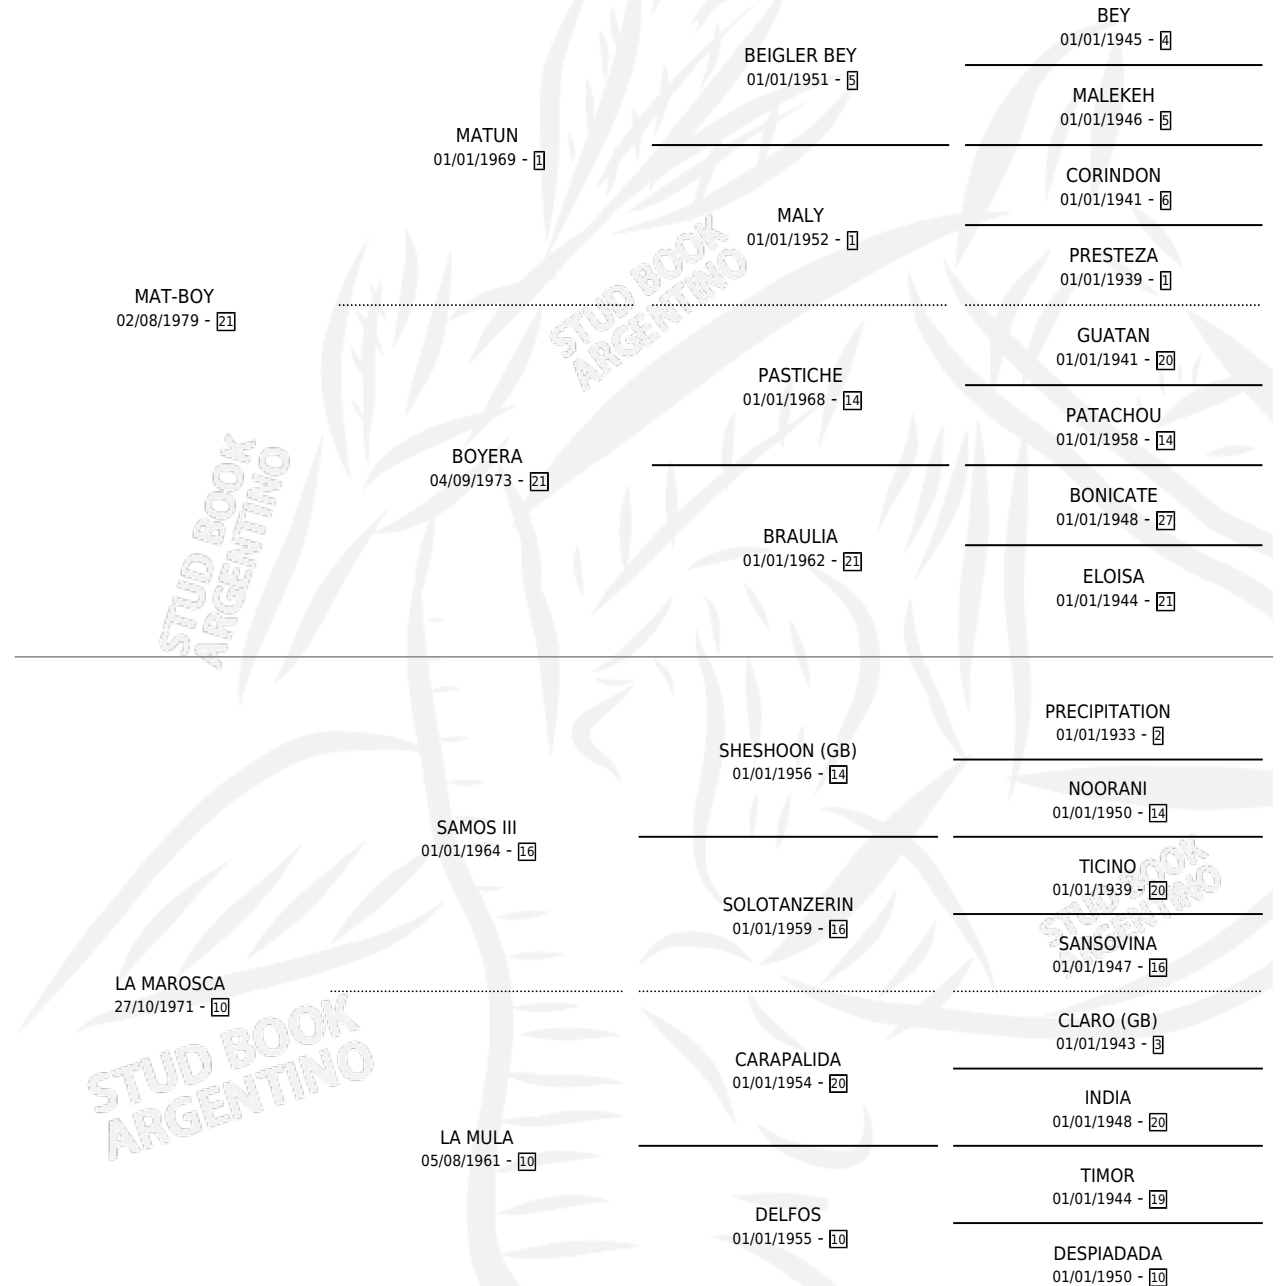 BEY
01/01/1945 - 4
BEIGLER BEY
01/01/1951 - 5
MALEKEH
01/01/1946 - 5
MATUN
01/01/1969 - 1
CORINDON
01/01/1941 - 6
MALY
01/01/1952 - 1
PRESTEZA
01/01/1939 - 1
MAT-BOY
02/08/1979 - 21
GUATAN
01/01/1941 - 20
PASTICHE
01/01/1968 - 14
PATACHOU
01/01/1958 - 14
BOYERA
04/09/1973 - 21
BONICATE
01/01/1948 - 27
BRAULIA
01/01/1962 - 21
ELOISA
01/01/1944 - 21
PRECIPITATION
01/01/1933 - 2
SHESHOON (GB)
01/01/1956 - 14
NOORANI
01/01/1950 - 14
SAMOS III
01/01/1964 - 16
TICINO
01/01/1939 - 20
SOLOTANZERIN
01/01/1959 - 16
SANSOVINA
01/01/1947 - 16
LA MAROSCA
27/10/1971 - 10
CLARO (GB)
01/01/1943 - 3
CARAPALIDA
01/01/1954 - 20
INDIA
01/01/1948 - 20
LA MULA
05/08/1961 - 10
TIMOR
01/01/1944 - 19
DELFOS
01/01/1955 - 10
DESPIADADA
01/01/1950 - 10
STUD BOOK
ARGENTINO
STUD BOOK
ARGENTINO
STUD BOOK
ARGENTINO
STUD BOOK
ARGENTINO